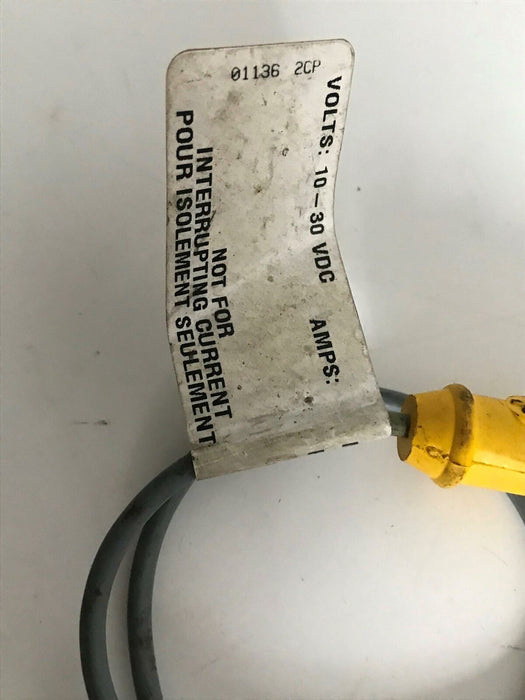 01136 2CP
VOLTS: 10-30 VDC AMPS:
NOT FOR
INTERRUPTING CURRENT
POUR ISOLEMENT SEULEMENT